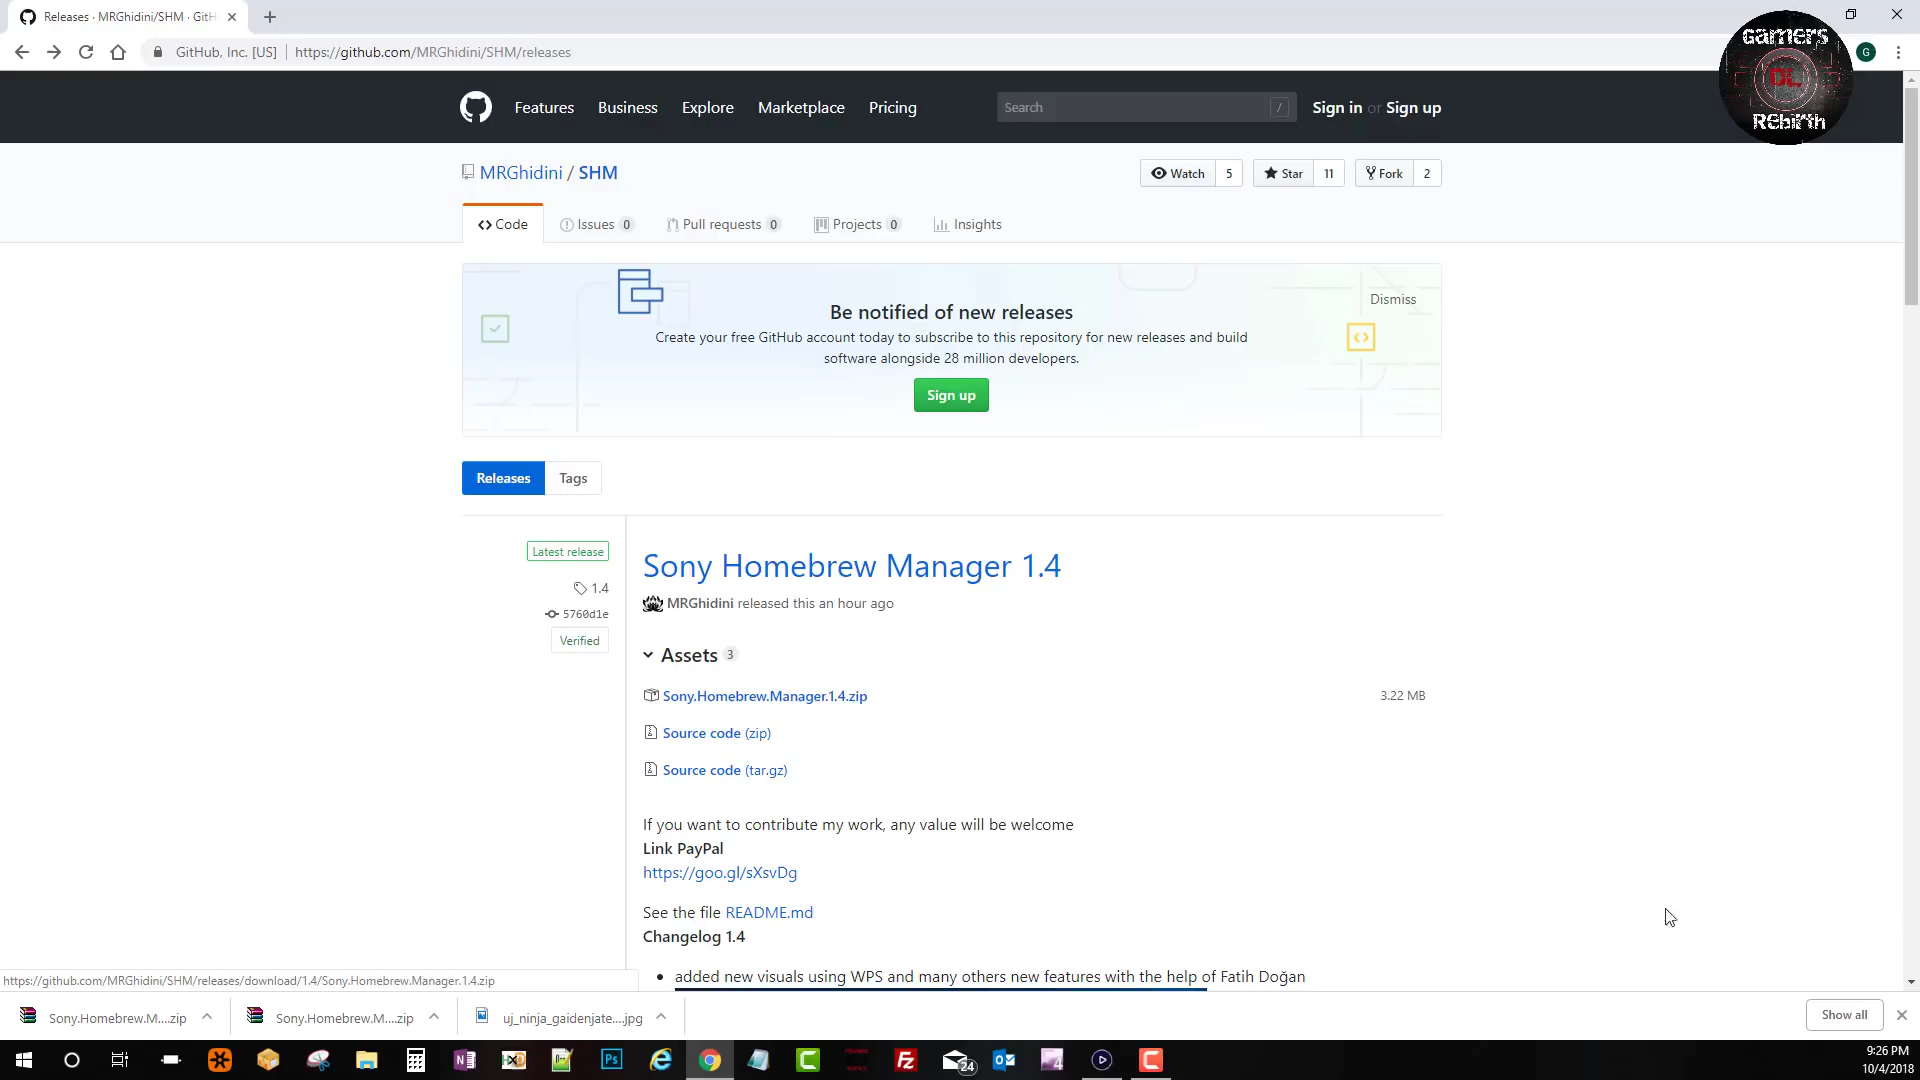 Releases · MRGhidini/SHM · GitH
GitHub, Inc. [US] https://github.com/MRGhidini/SHM/releases
G
Gamers
DL
REbirth
Features Business Explore Marketplace Pricing Search / Sign in or Sign up
MRGhidini / SHM
Watch 5 Star 11 Fork 2
Code Issues 0 Pull requests 0 Projects 0 Insights
Dismiss
Be notified of new releases
Create your free GitHub account today to subscribe to this repository for new releases and build
software alongside 28 million developers.
Sign up
Releases Tags
Latest release
1.4
5760d1e
Verified
Sony Homebrew Manager 1.4
MRGhidini released this an hour ago
Assets 3
Sony.Homebrew.Manager.1.4.zip 3.22 MB
Source code (zip)
Source code (tar.gz)
If you want to contribute my work, any value will be welcome
Link PayPal
https://goo.gl/sXsvDg
See the file README.md
Changelog 1.4
added new visuals using WPS and many others new features with the help of Fatih Doğan
https://github.com/MRGhidini/SHM/releases/download/1.4/Sony.Homebrew.Manager.1.4.zip
Sony.Homebrew.M....zip Sony.Homebrew.M....zip uj_ninja_gaidenjate....jpg Show all
N Ps Fz 24 4
9:26 PM
10/4/2018